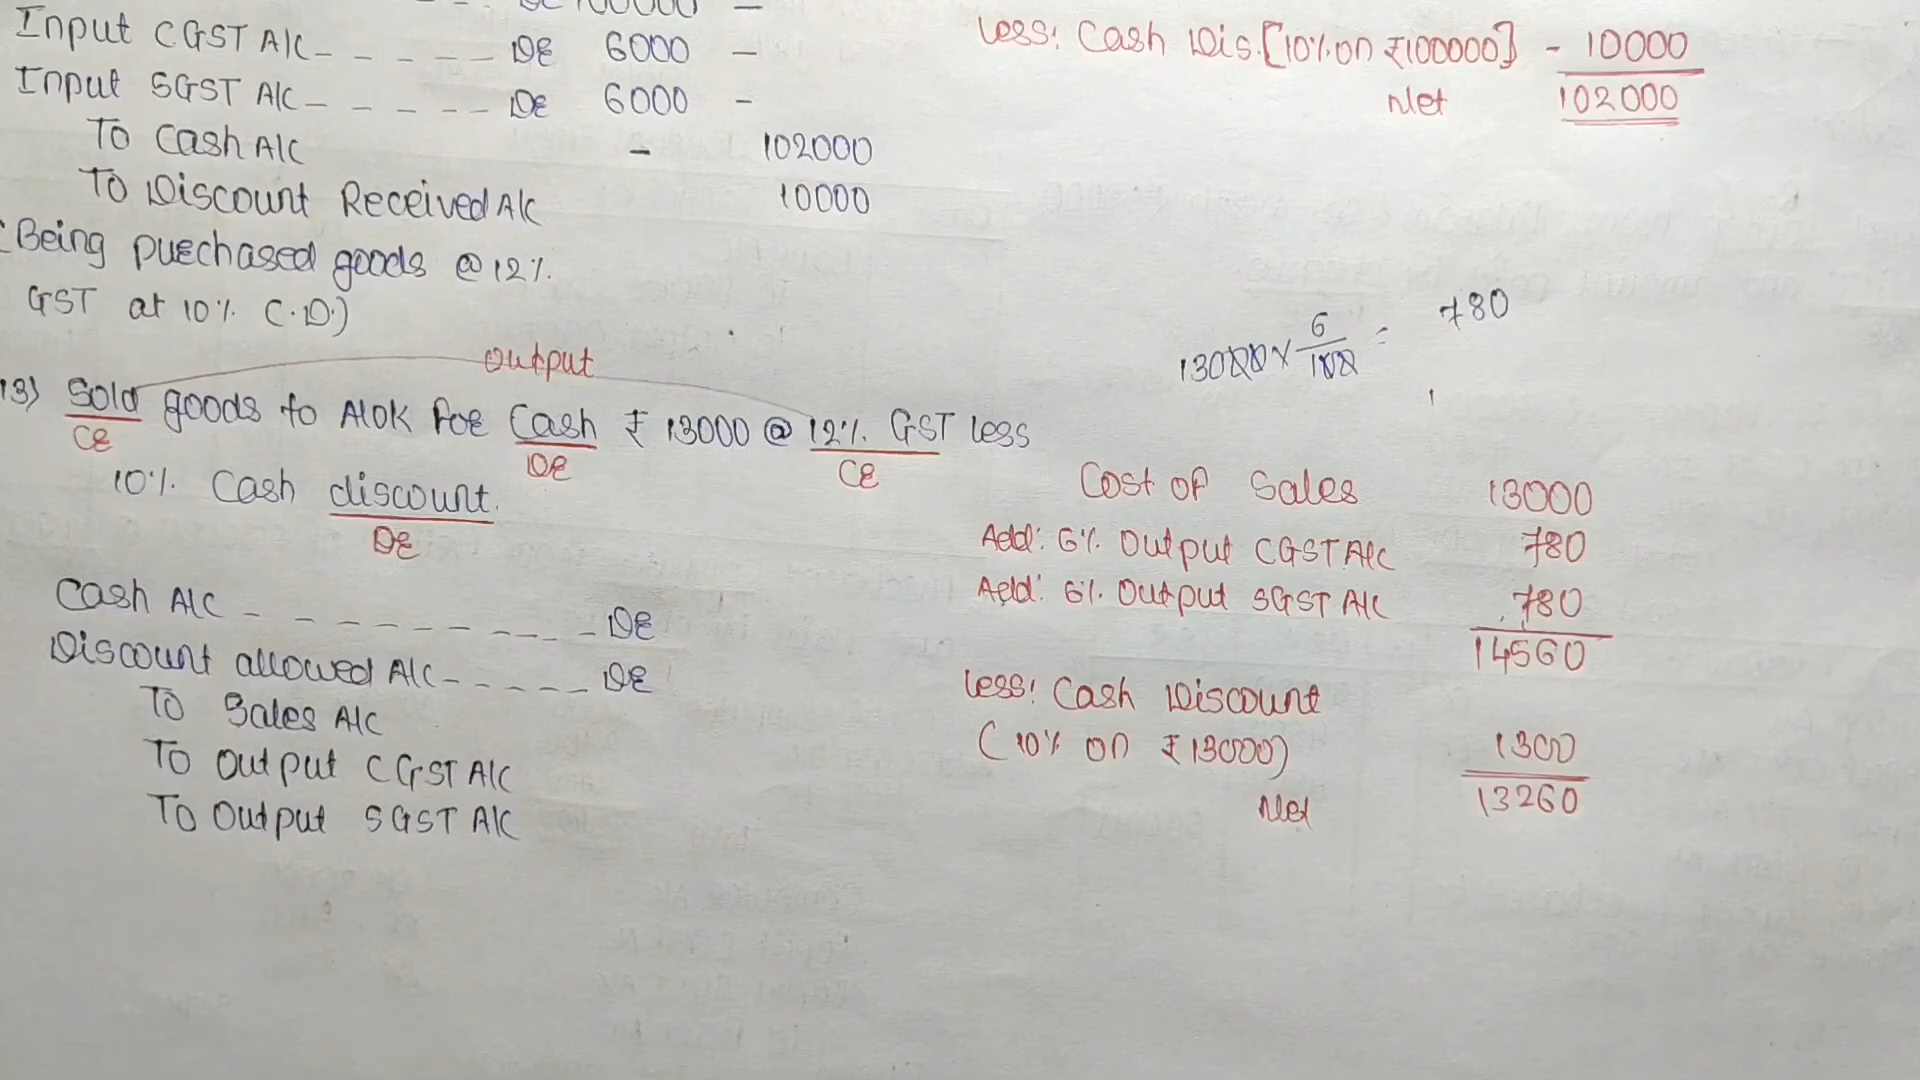 Dr 100000 -
Input CGST A/C - - - - - Dr 6000 -
Input SGST A/C - - - - - Dr 6000 -
To Cash A/C - 102000
To Discount Received A/C 10000
(Being purchased goods @ 12%.
GST at 10%. C.D.)
Less: Cash Dis. [10%. on ₹100000] - 10000
Net 102000
13000 x 6/100 = 780
Output
13) Sold goods to Alok for Cash ₹ 13000 @ 12%. GST less
Cr Dr Cr
10%. Cash discount.
Dr
Cash A/C - - - - - - - - - - Dr
Discount allowed A/C - - - - - Dr
To Sales A/C
To Output CGST A/C
To Output SGST A/C
Cost of Sales 13000
Add: 6%. Output CGST A/C 780
Add: 6%. Output SGST A/C 780
14560
Less: Cash Discount
(10% on ₹13000) 1300
Net 13260